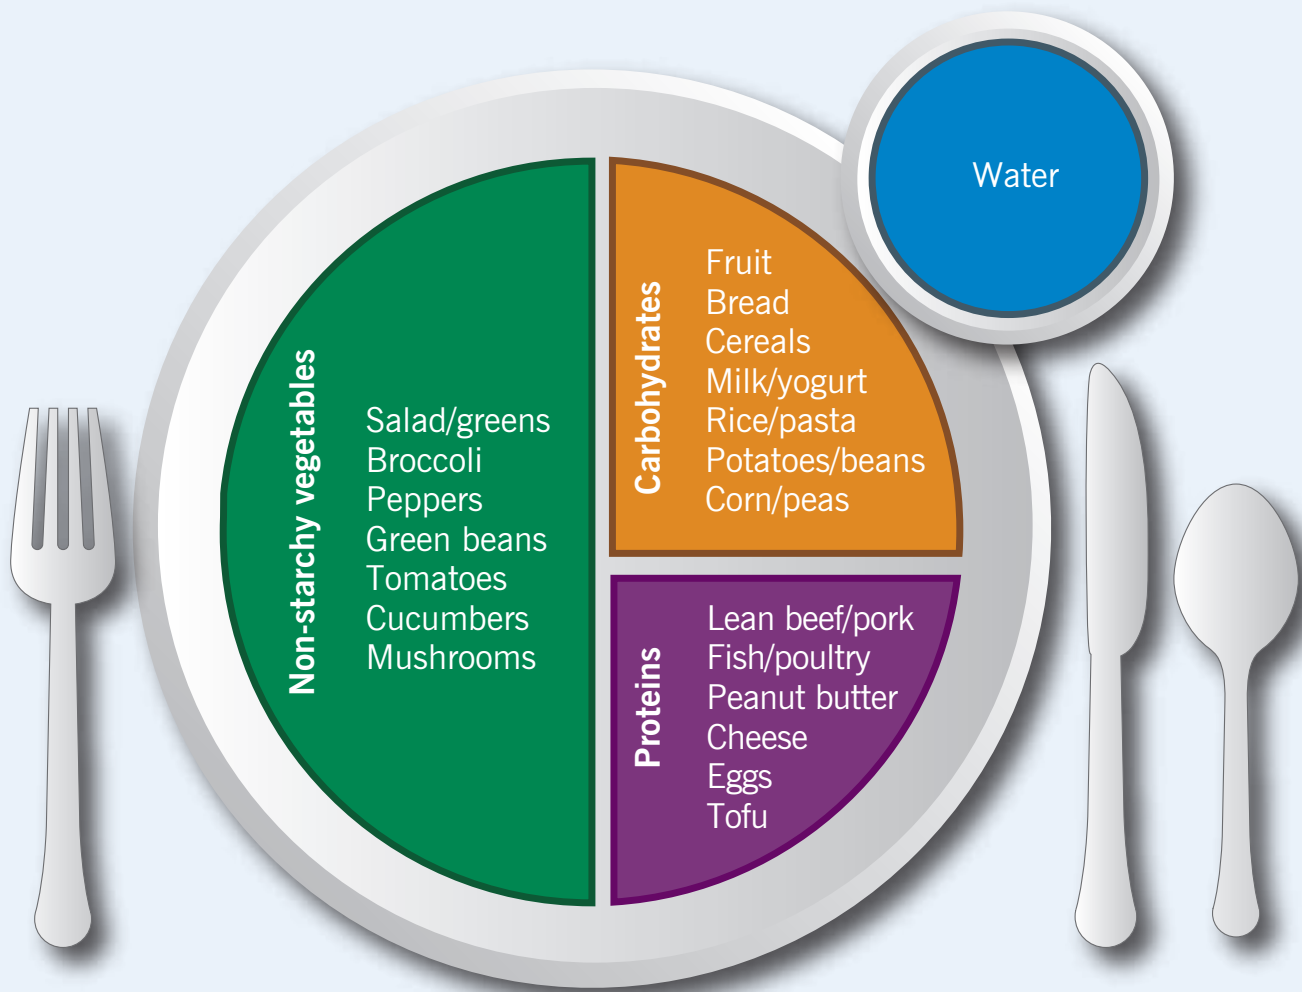 Non-starchy vegetables
Salad/greens
Broccoli
Peppers
Green beans
Tomatoes
Cucumbers
Mushrooms
Carbohydrates
Fruit
Bread
Cereals
Milk/yogurt
Rice/pasta
Potatoes/beans
Corn/peas
Proteins
Lean beef/pork
Fish/poultry
Peanut butter
Cheese
Eggs
Tofu
Water